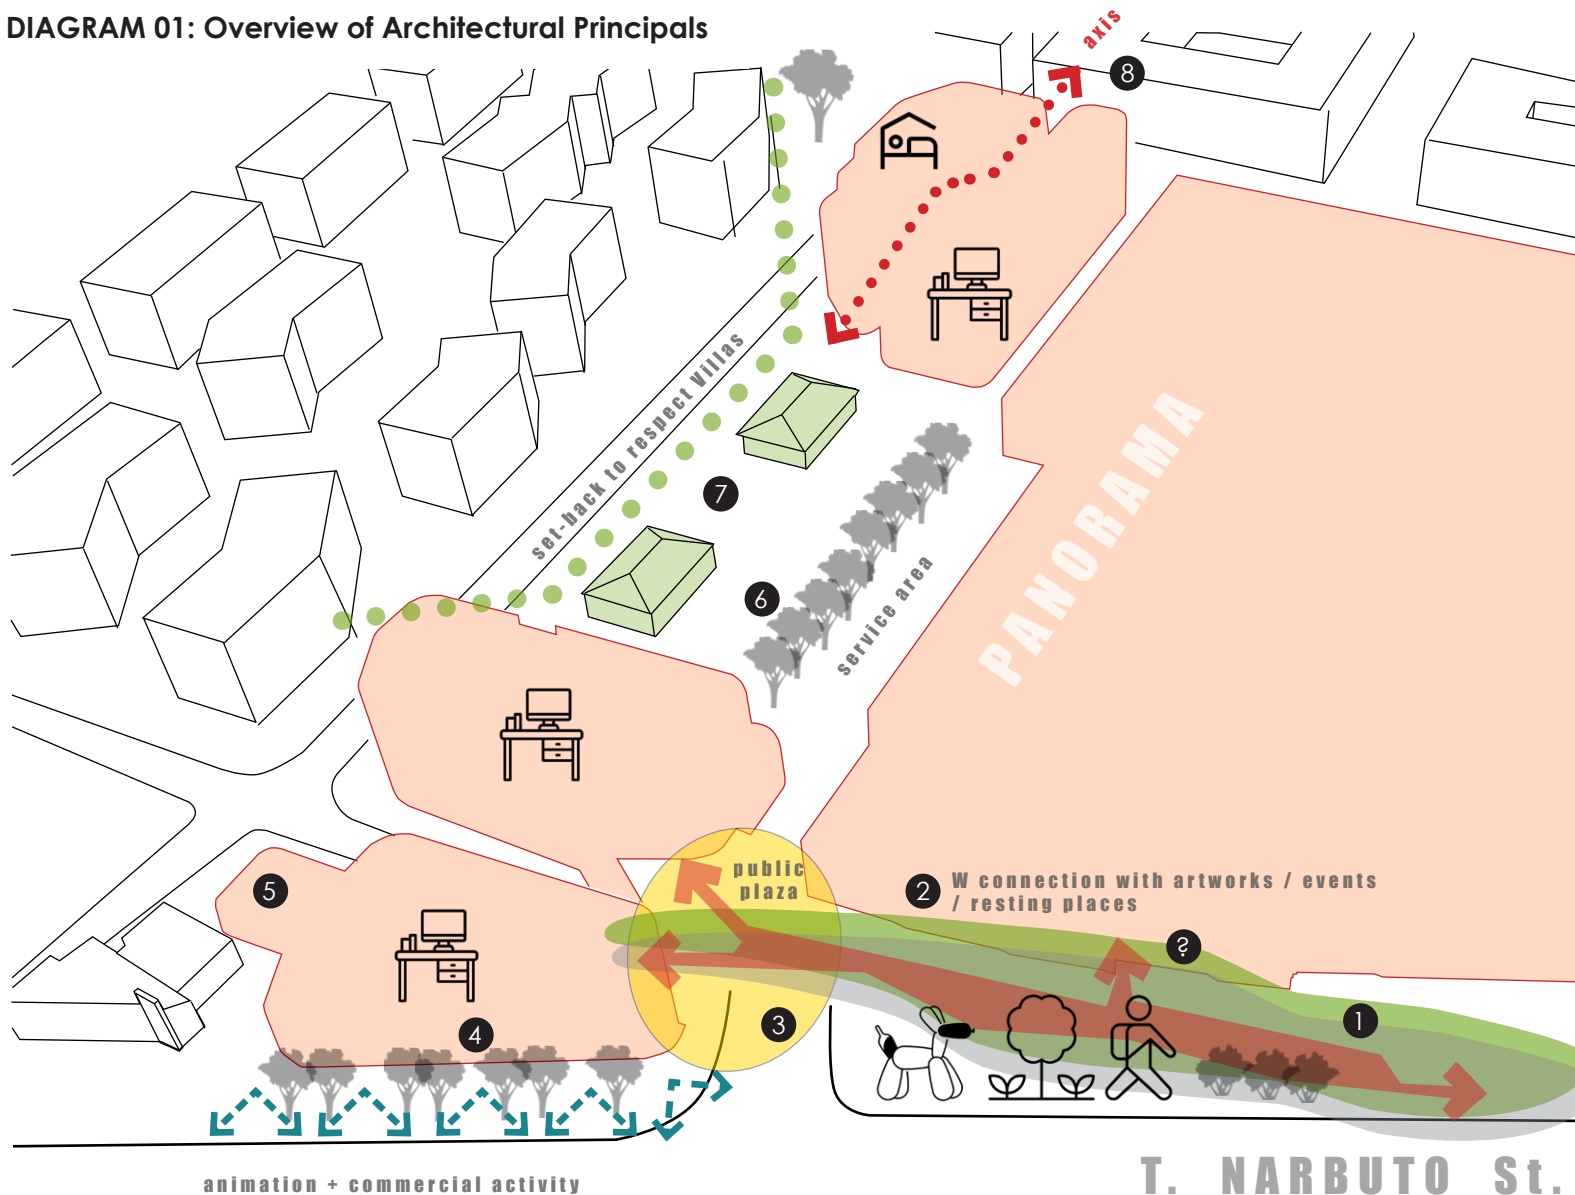 DIAGRAM 01: Overview of Architectural Principals
axis
8
set-back to respect Villas
7
6
service area
PANORAMA
5
public
plaza
2
W connection with artworks / events
/ resting places
?
1
3
4
T. NARBUTO St.
animation + commercial activity